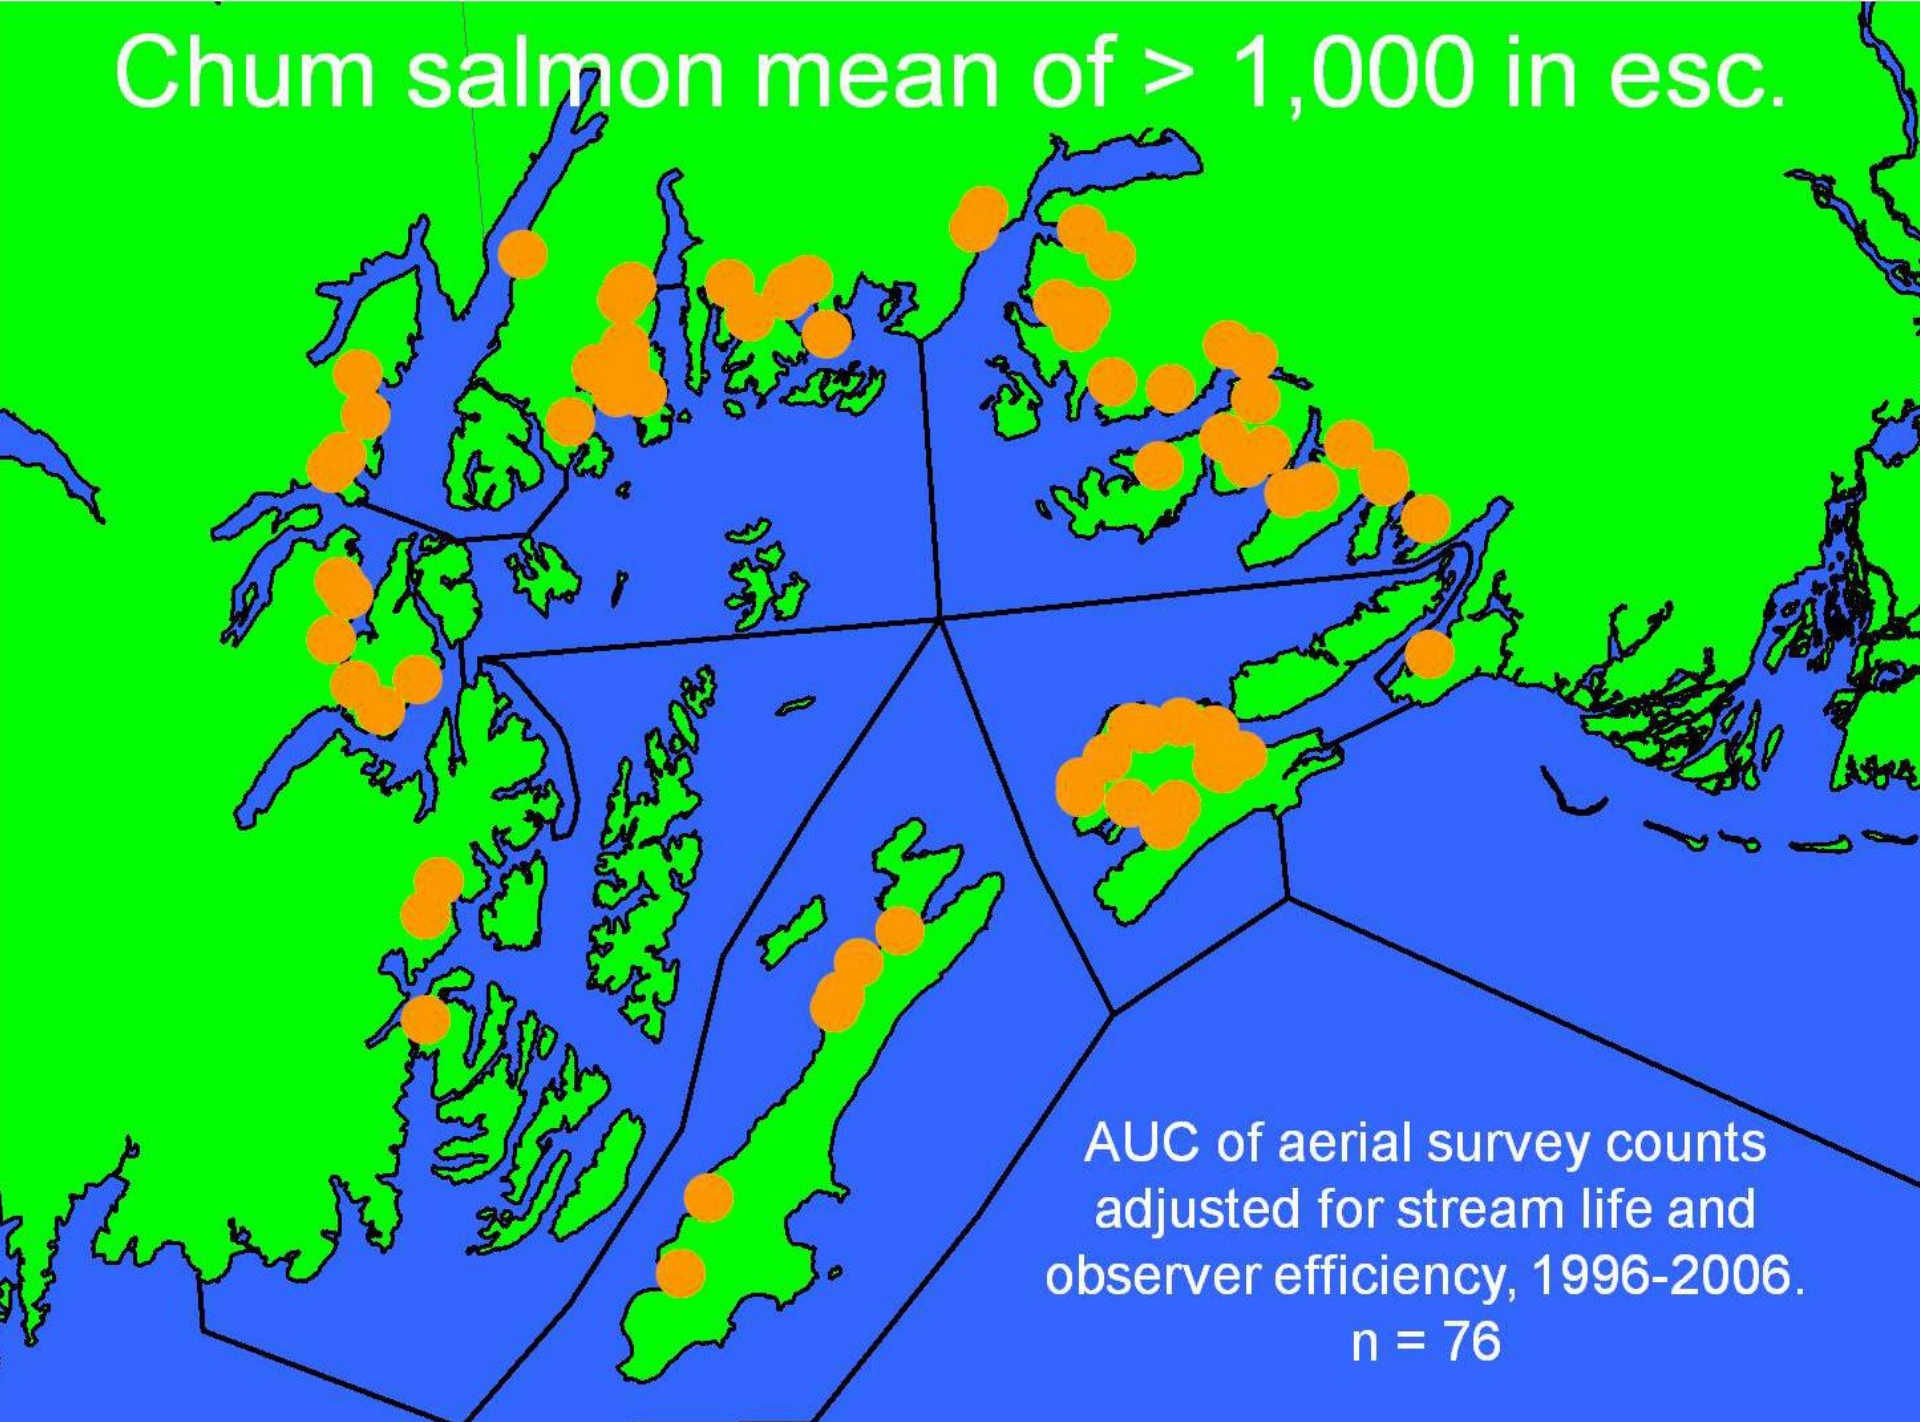 Chum salmon mean of > 1,000 in esc.
AUC of aerial survey counts
adjusted for stream life and
observer efficiency, 1996-2006.
n = 76